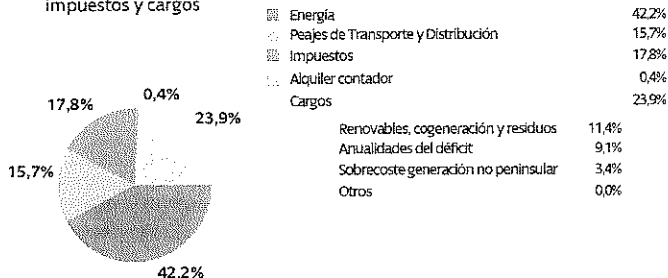 impuestos y cargos
Energía 42,2%
Peajes de Transporte y Distribución 15,7%
Impuestos 17,8%
Alquiler contador 0,4%
Cargos 23,9%
Renovables, cogeneración y residuos 11,4%
Anualidades del déficit 9,1%
Sobrecoste generación no peninsular 3,4%
Otros 0,0%
0,4%
17,8%
23,9%
15,7%
42,2%